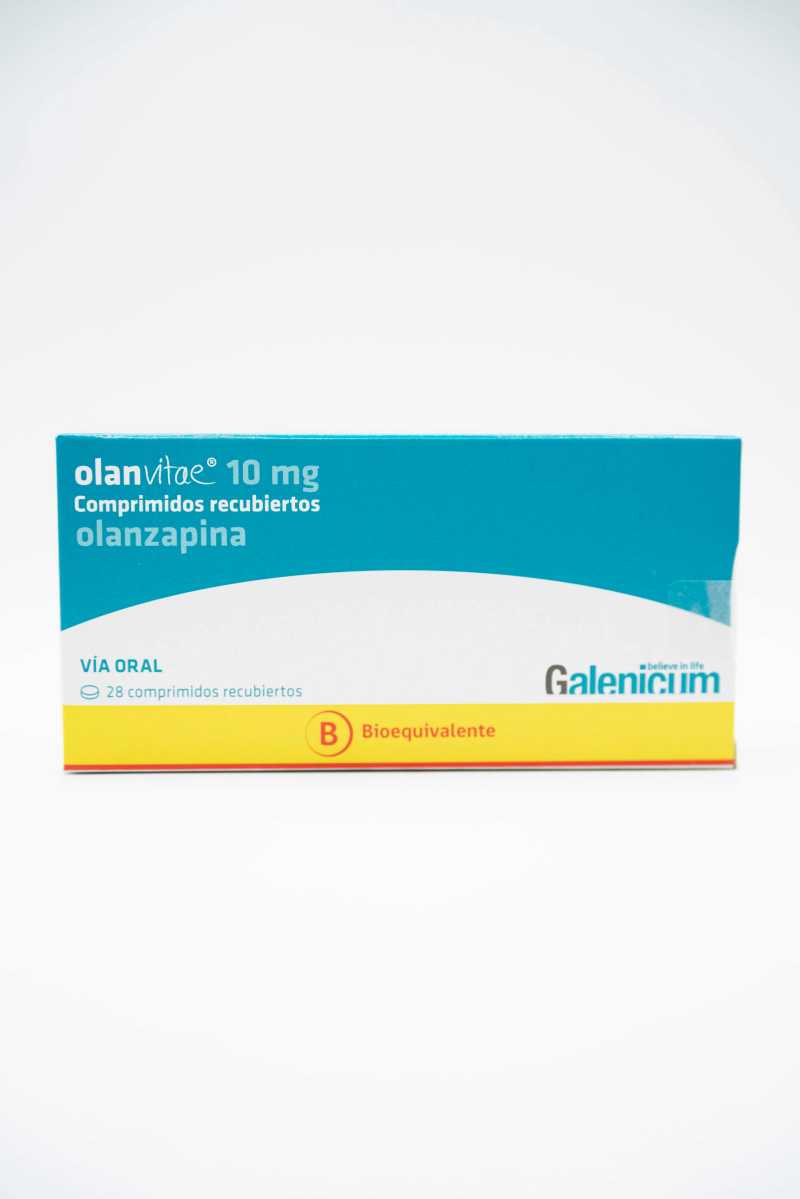 olanvitae® 10 mg
Comprimidos recubiertos
olanzapina
VÍA ORAL
28 comprimidos recubiertos
believe in life
Galenicum
B Bioequivalente